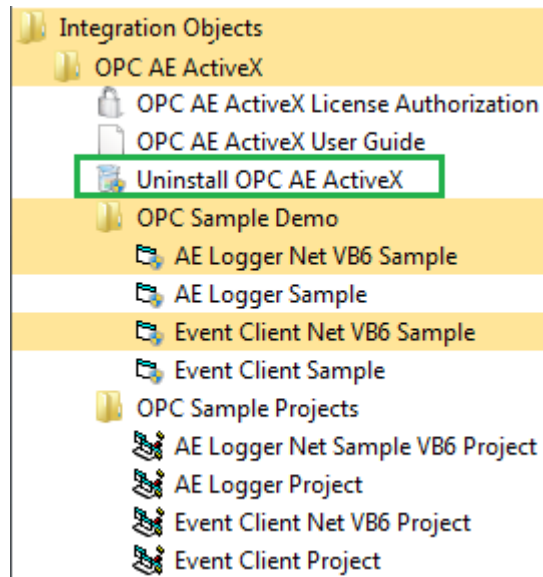 Integration Objects
OPC AE ActiveX
OPC AE ActiveX License Authorization
OPC AE ActiveX User Guide
Uninstall OPC AE ActiveX
OPC Sample Demo
AE Logger Net VB6 Sample
AE Logger Sample
Event Client Net VB6 Sample
Event Client Sample
OPC Sample Projects
AE Logger Net Sample VB6 Project
AE Logger Project
Event Client Net VB6 Project
Event Client Project